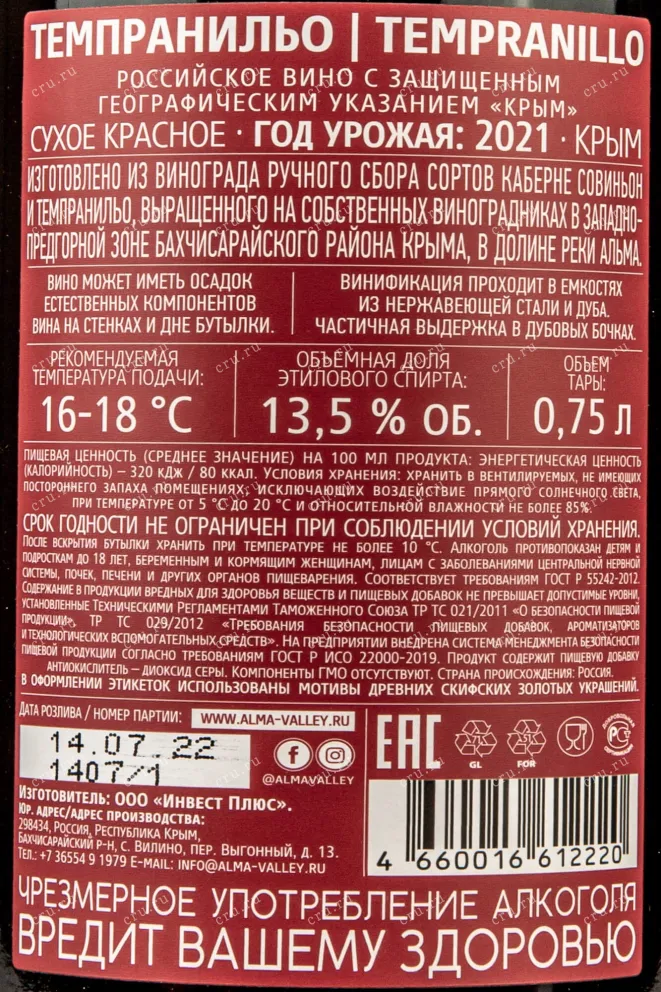 ТЕМПРАНИЛЬО | TEMPRANILLO
РОССИЙСКОЕ ВИНО С ЗАЩИЩЕННЫМ
ГЕОГРАФИЧЕСКИМ УКАЗАНИЕМ «КРЫМ»
СУХОЕ КРАСНОЕ · ГОД УРОЖАЯ: 2021 · КРЫМ
ИЗГОТОВЛЕНО ИЗ ВИНОГРАДА РУЧНОГО СБОРА СОРТОВ КАБЕРНЕ СОВИНЬОН
И ТЕМПРАНИЛЬО, ВЫРАЩЕННОГО НА СОБСТВЕННЫХ ВИНОГРАДНИКАХ В ЗАПАДНО-
ПРЕДГОРНОЙ ЗОНЕ БАХЧИСАРАЙСКОГО РАЙОНА КРЫМА, В ДОЛИНЕ РЕКИ АЛЬМА.
ВИНО МОЖЕТ ИМЕТЬ ОСАДОК
ЕСТЕСТВЕННЫХ КОМПОНЕНТОВ
ВИНА НА СТЕНКАХ И ДНЕ БУТЫЛКИ.
ВИНИФИКАЦИЯ ПРОХОДИТ В ЕМКОСТЯХ
ИЗ НЕРЖАВЕЮЩЕЙ СТАЛИ И ДУБА.
ЧАСТИЧНАЯ ВЫДЕРЖКА В ДУБОВЫХ БОЧКАХ.
РЕКОМЕНДУЕМАЯ
ТЕМПЕРАТУРА ПОДАЧИ:
16-18 °C
ОБЪЁМНАЯ ДОЛЯ
ЭТИЛОВОГО СПИРТА:
13,5 % ОБ.
ОБЪЕМ
ТАРЫ:
0,75 Л
ПИЩЕВАЯ ЦЕННОСТЬ (СРЕДНЕЕ ЗНАЧЕНИЕ) НА 100 МЛ ПРОДУКТА: ЭНЕРГЕТИЧЕСКАЯ ЦЕННОСТЬ
(КАЛОРИЙНОСТЬ) – 320 КДЖ / 80 ККАЛ. УСЛОВИЯ ХРАНЕНИЯ: ХРАНИТЬ В ВЕНТИЛИРУЕМЫХ, НЕ ИМЕЮЩИХ
ПОСТОРОННЕГО ЗАПАХА ПОМЕЩЕНИЯХ, ИСКЛЮЧАЮЩИХ ВОЗДЕЙСТВИЕ ПРЯМОГО СОЛНЕЧНОГО СВЕТА,
ПРИ ТЕМПЕРАТУРЕ ОТ 5 °C ДО 20 °C И ОТНОСИТЕЛЬНОЙ ВЛАЖНОСТИ НЕ БОЛЕЕ 85%.
СРОК ГОДНОСТИ НЕ ОГРАНИЧЕН ПРИ СОБЛЮДЕНИИ УСЛОВИЙ ХРАНЕНИЯ.
ПОСЛЕ ВСКРЫТИЯ БУТЫЛКИ ХРАНИТЬ ПРИ ТЕМПЕРАТУРЕ НЕ БОЛЕЕ 10 °C. АЛКОГОЛЬ ПРОТИВОПОКАЗАН ДЕТЯМ И
ПОДРОСТКАМ ДО 18 ЛЕТ, БЕРЕМЕННЫМ И КОРМЯЩИМ ЖЕНЩИНАМ, ЛИЦАМ С ЗАБОЛЕВАНИЯМИ ЦЕНТРАЛЬНОЙ НЕРВНОЙ
СИСТЕМЫ, ПОЧЕК, ПЕЧЕНИ И ДРУГИХ ОРГАНОВ ПИЩЕВАРЕНИЯ. СООТВЕТСТВУЕТ ТРЕБОВАНИЯМ ГОСТ Р 55242-2012.
СОДЕРЖАНИЕ В ПРОДУКЦИИ ВРЕДНЫХ ДЛЯ ЗДОРОВЬЯ ВЕЩЕСТВ И ПИЩЕВЫХ ДОБАВОК НЕ ПРЕВЫШАЕТ ДОПУСТИМЫЕ УРОВНИ,
УСТАНОВЛЕННЫЕ ТЕХНИЧЕСКИМИ РЕГЛАМЕНТАМИ ТАМОЖЕННОГО СОЮЗА ТР ТС 021/2011 «О БЕЗОПАСНОСТИ ПИЩЕВОЙ
ПРОДУКЦИИ», ТР ТС 029/2012 «ТРЕБОВАНИЯ БЕЗОПАСНОСТИ ПИЩЕВЫХ ДОБАВОК, АРОМАТИЗАТОРОВ
И ТЕХНОЛОГИЧЕСКИХ ВСПОМОГАТЕЛЬНЫХ СРЕДСТВ». НА ПРЕДПРИЯТИИ ВНЕДРЕНА СИСТЕМА МЕНЕДЖМЕНТА БЕЗОПАСНОСТИ
ПИЩЕВОЙ ПРОДУКЦИИ СОГЛАСНО ТРЕБОВАНИЯМ ГОСТ Р ИСО 22000-2019. ПРОДУКТ СОДЕРЖИТ ПИЩЕВУЮ ДОБАВКУ
АНТИОКИСЛИТЕЛЬ – ДИОКСИД СЕРЫ. КОМПОНЕНТЫ ГМО ОТСУТСТВУЮТ. СТРАНА ПРОИСХОЖДЕНИЯ: РОССИЯ.
В ОФОРМЛЕНИИ ЭТИКЕТОК ИСПОЛЬЗОВАНЫ МОТИВЫ ДРЕВНИХ СКИФСКИХ ЗОЛОТЫХ УКРАШЕНИЙ.
ДАТА РОЗЛИВА / НОМЕР ПАРТИИ:
14.07.22
1407/1
WWW.ALMA-VALLEY.RU
@ALMAVALLEY
EAC
GL
FOR
ИЗГОТОВИТЕЛЬ: ООО «ИНВЕСТ ПЛЮС».
ЮР. АДРЕС/АДРЕС ПРОИЗВОДСТВА:
298434, РОССИЯ, РЕСПУБЛИКА КРЫМ,
БАХЧИСАРАЙСКИЙ Р-Н, С. ВИЛИНО, ПЕР. ВЫГОННЫЙ, Д. 13.
ТЕЛ.: +7 36554 9 1979 E-MAIL: INFO@ALMA-VALLEY.RU
4 660016 612220
ЧРЕЗМЕРНОЕ УПОТРЕБЛЕНИЕ АЛКОГОЛЯ
ВРЕДИТ ВАШЕМУ ЗДОРОВЬЮ